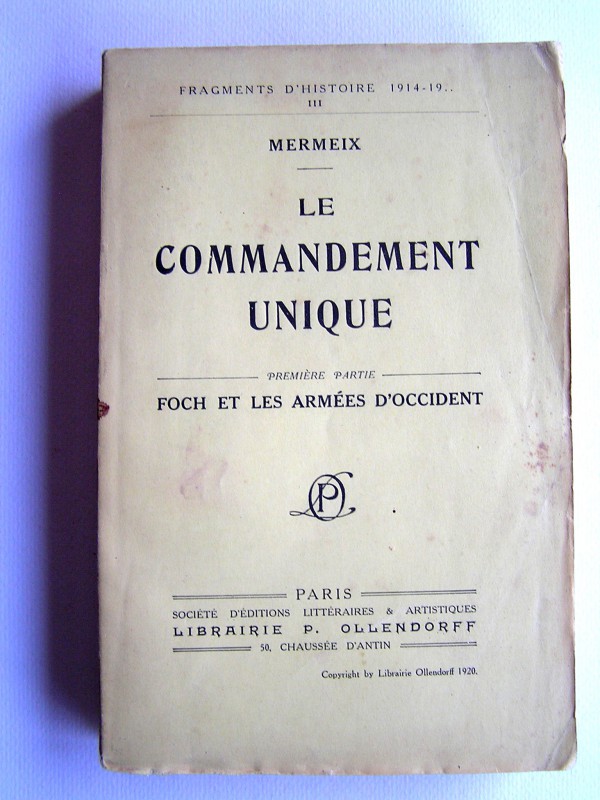 FRAGMENTS D'HISTOIRE 1914-19..
III
MERMEIX
LE
COMMANDEMENT
UNIQUE
PREMIÈRE PARTIE
FOCH ET LES ARMÉES D'OCCIDENT
PARIS
SOCIÉTÉ D'ÉDITIONS LITTÉRAIRES & ARTISTIQUES
LIBRAIRIE P. OLLENDORFF
50, CHAUSSÉE D'ANTIN
Copyright by Librairie Ollendorff 1920.